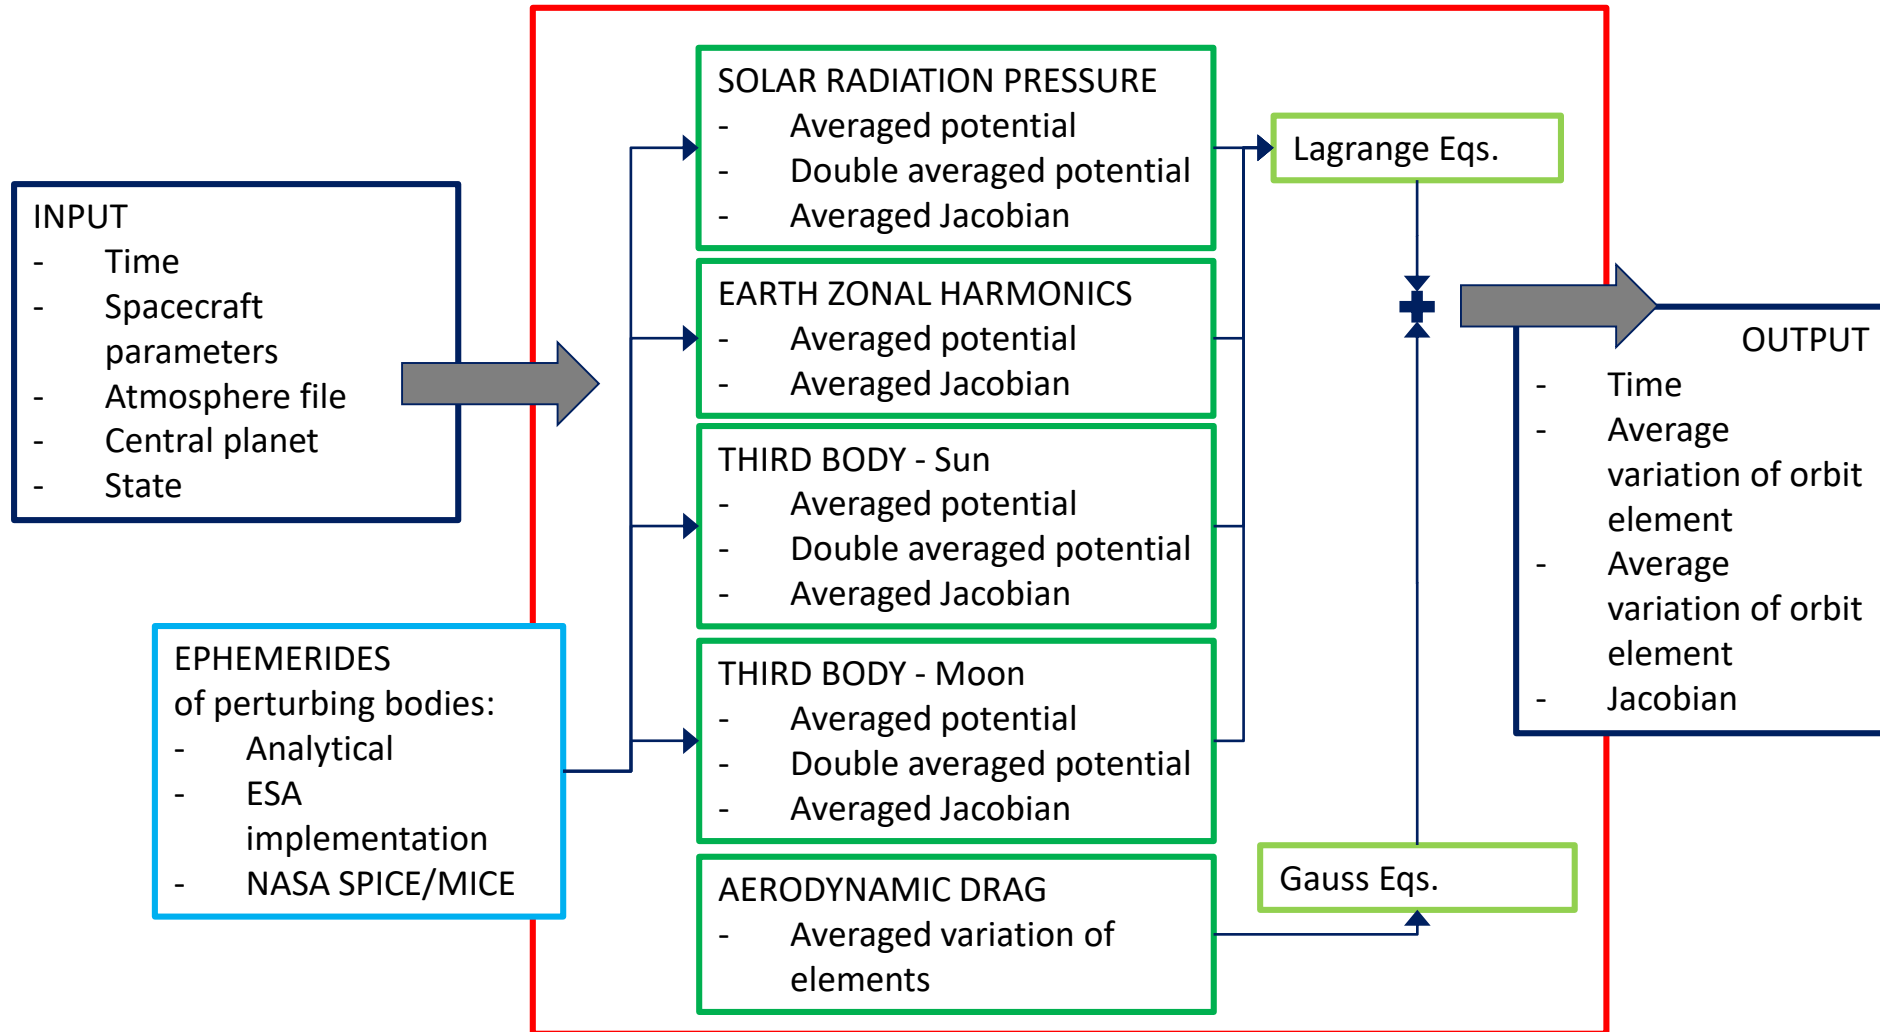 INPUT
- Time
- Spacecraft
parameters
- Atmosphere file
- Central planet
- State
EPHEMERIDES
of perturbing bodies:
- Analytical
- ESA
implementation
- NASA SPICE/MICE
SOLAR RADIATION PRESSURE
- Averaged potential
- Double averaged potential
- Averaged Jacobian
EARTH ZONAL HARMONICS
- Averaged potential
- Averaged Jacobian
THIRD BODY - Sun
- Averaged potential
- Double averaged potential
- Averaged Jacobian
THIRD BODY - Moon
- Averaged potential
- Double averaged potential
- Averaged Jacobian
AERODYNAMIC DRAG
- Averaged variation of
elements
Lagrange Eqs.
Gauss Eqs.
OUTPUT
- Time
- Average
variation of orbit
element
- Average
variation of orbit
element
- Jacobian